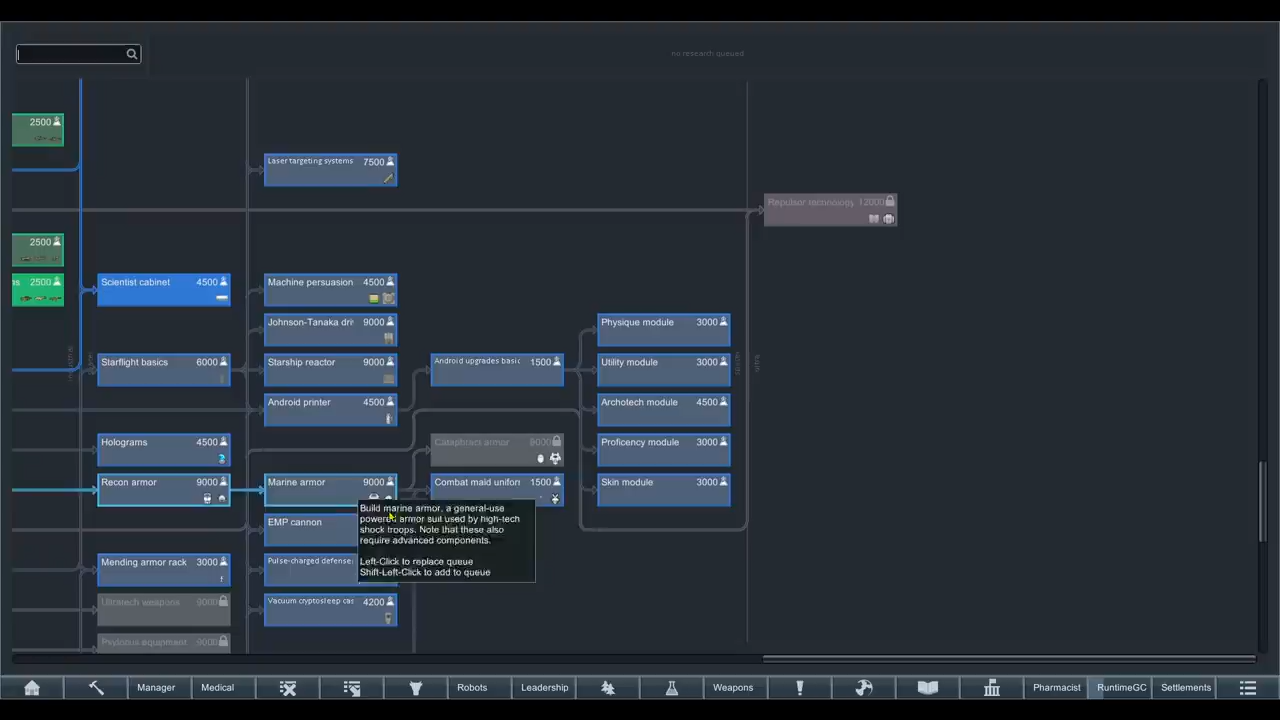 no research queued
2500
Laser targeting systems 7500
Repulsor technology 12000
2500
2500
Scientist cabinet 4500
Machine persuasion 4500
Johnson-Tanaka dri 9000
Physique module 3000
Starflight basics 6000
Starship reactor 9000
Android upgrades basic 1500
Utility module 3000
Android printer 4500
Archotech module 4500
Holograms 4500
Cataphract armor 9000
Proficency module 3000
Recon armor 9000
Marine armor 9000
Combat maid unifor 1500
Skin module 3000
Build marine armor, a general-use
powered armor suit used by high-tech
shock troops. Note that these also
require advanced components.
Left-Click to replace queue
Shift-Left-Click to add to queue
EMP cannon
Mending armor rack 3000
Pulse-charged defense
Ultratech weapons 9000
Vacuum cryptosleep cas 4200
Psylocus equipment 9000
Manager
Medical
Robots
Leadership
Weapons
Pharmacist
RuntimeGC
Settlements